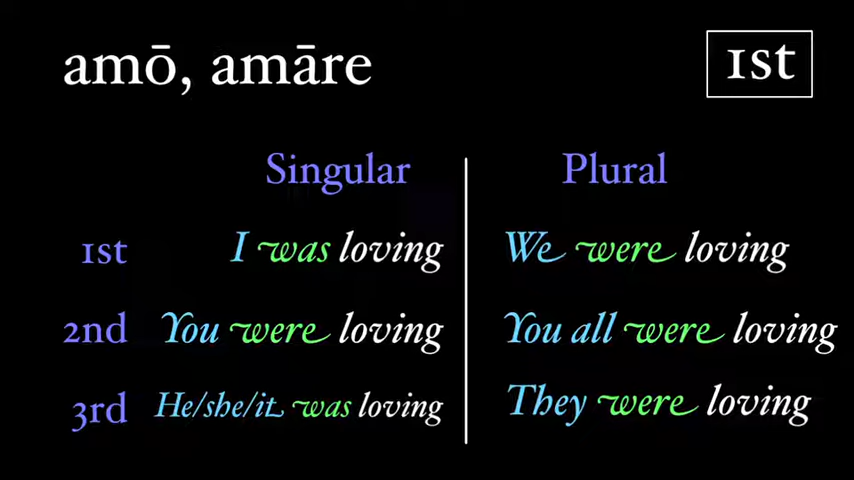 amō, amāre 1st
Singular Plural
1st I was loving We were loving
2nd You were loving You all were loving
3rd He/she/it was loving They were loving